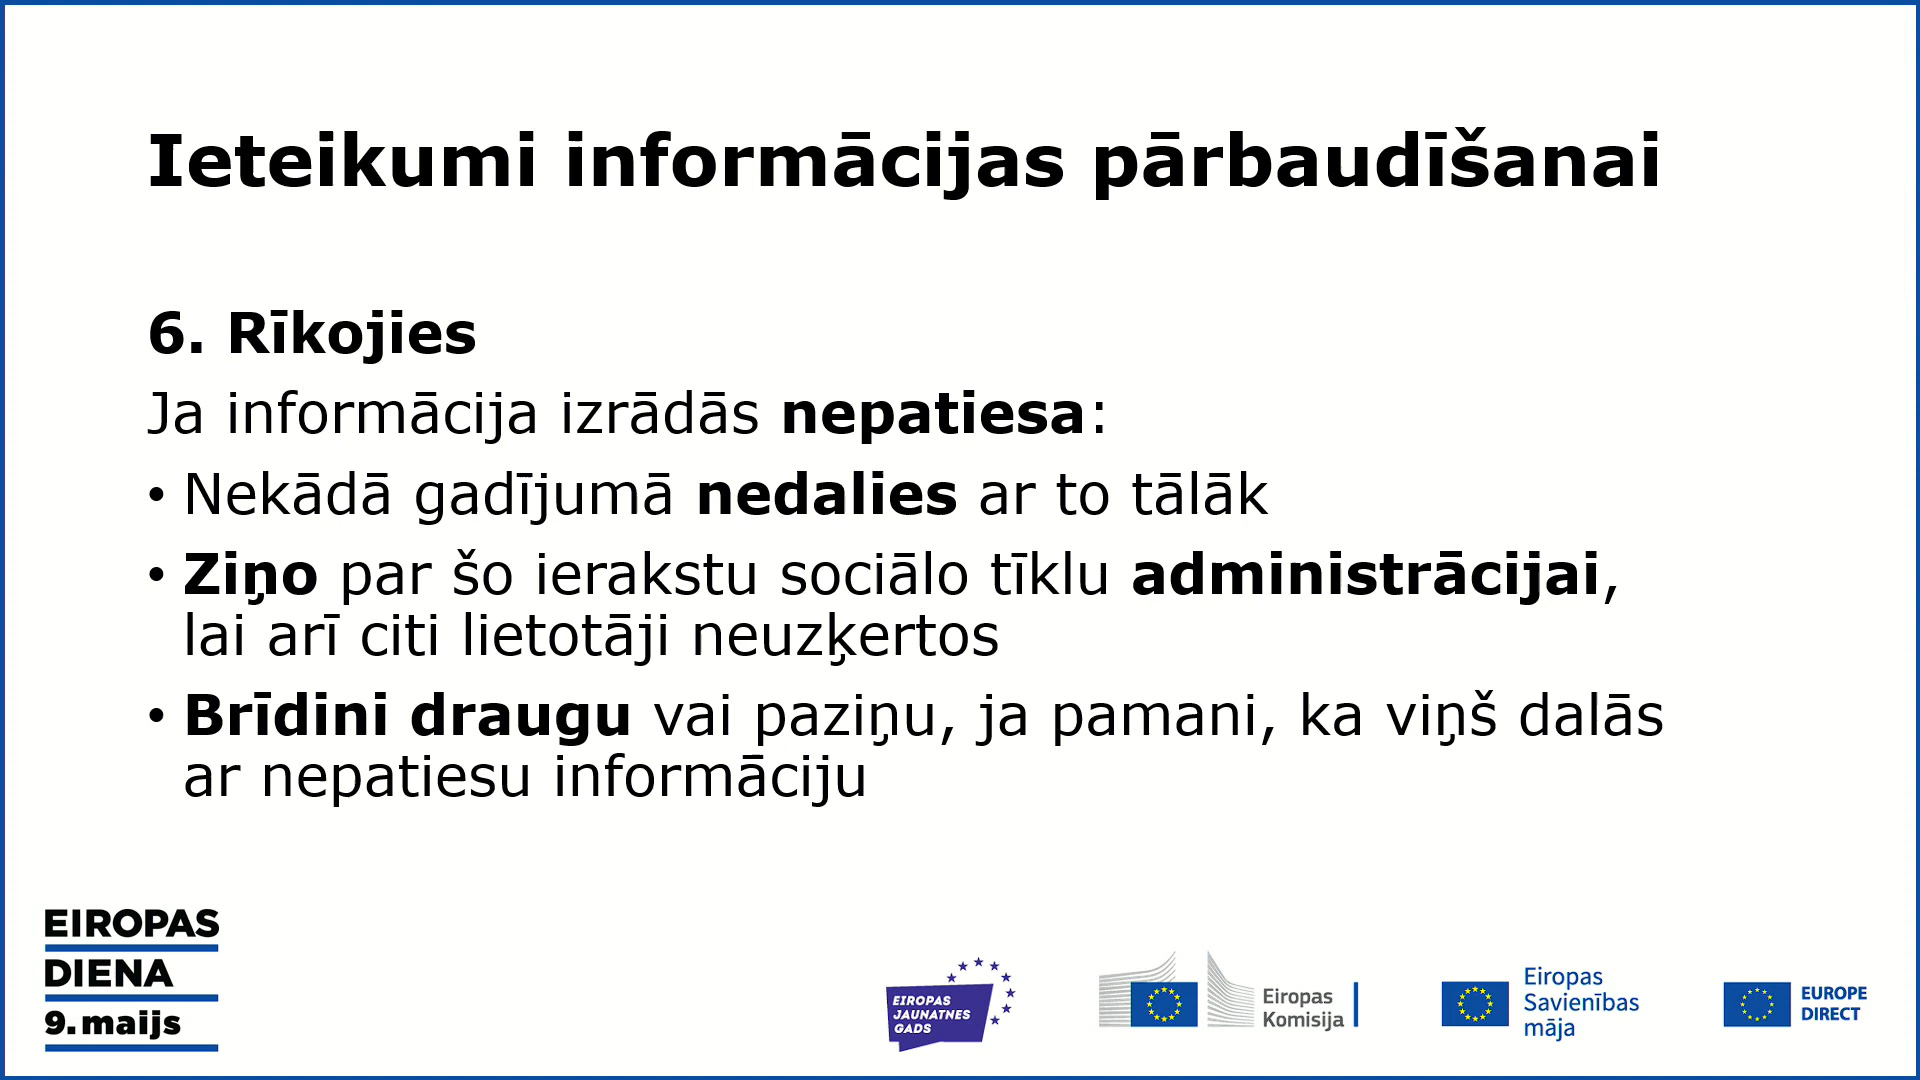 Ieteikumi informācijas pārbaudīšanai
6. Rīkojies
Ja informācija izrādās nepatiesa:
• Nekādā gadījumā nedalies ar to tālāk
• Ziņo par šo ierakstu sociālo tīklu administrācijai,
lai arī citi lietotāji neuzķertos
• Brīdini draugu vai paziņu, ja pamani, ka viņš dalās
ar nepatiesu informāciju
EIROPAS
DIENA
9. maijs
EIROPAS
JAUNATNES
GADS
Eiropas
Komisija
Eiropas
Savienības
māja
EUROPE
DIRECT